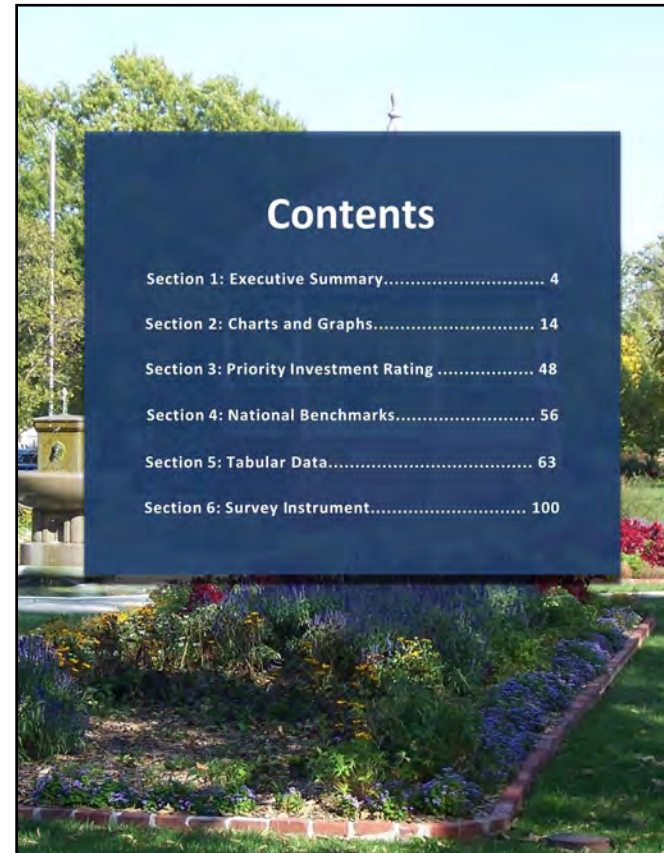 Contents
Section 1: Executive Summary.............................. 4
Section 2: Charts and Graphs.............................. 14
Section 3: Priority Investment Rating .................. 48
Section 4: National Benchmarks.......................... 56
Section 5: Tabular Data...................................... 63
Section 6: Survey Instrument............................. 100